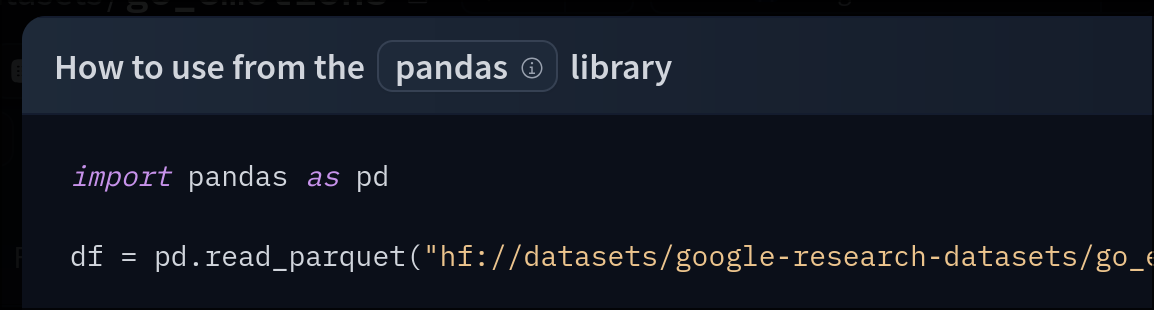 How to use from the pandas library
import pandas as pd
df = pd.read_parquet("hf://datasets/google-research-datasets/go_e